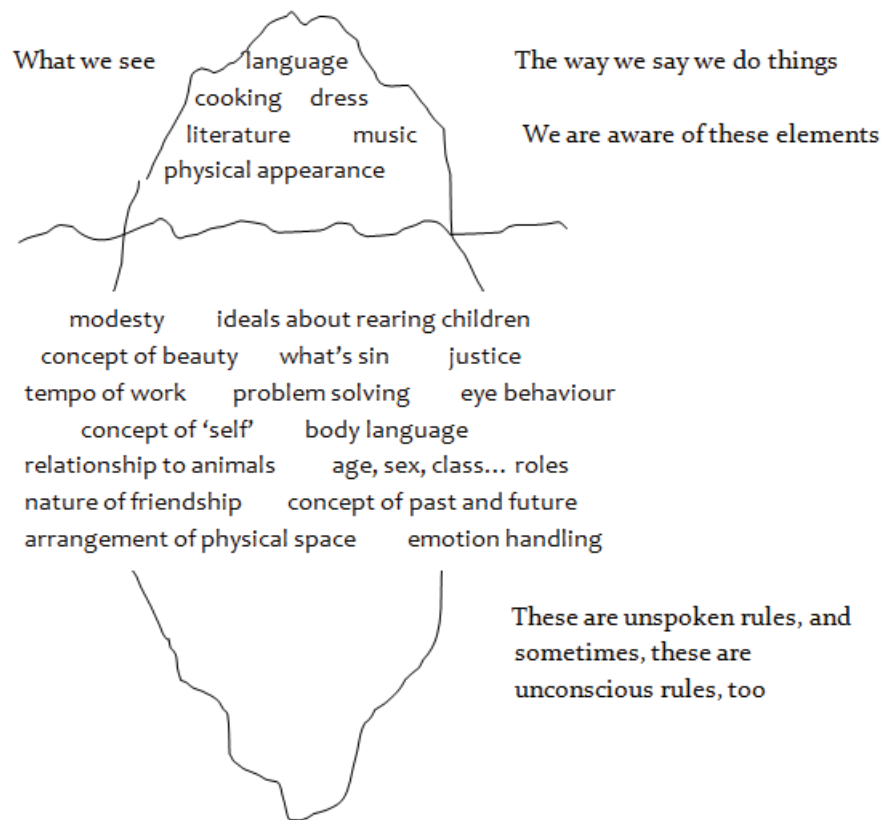 What we see language The way we say we do things
cooking dress
literature music We are aware of these elements
physical appearance
modesty ideals about rearing children
concept of beauty what's sin justice
tempo of work problem solving eye behaviour
concept of ‘self’ body language
relationship to animals age, sex, class... roles
nature of friendship concept of past and future
arrangement of physical space emotion handling
These are unspoken rules, and
sometimes, these are
unconscious rules, too